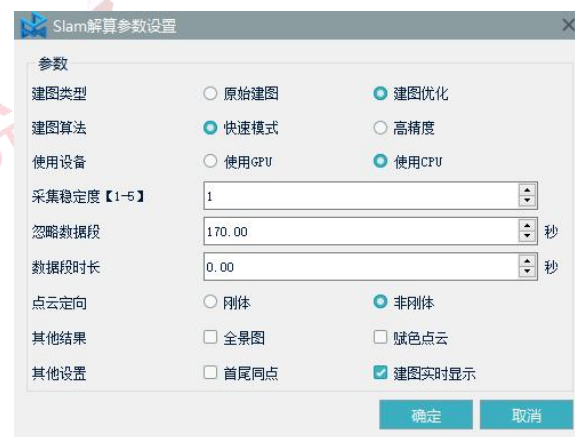 Slam解算参数设置
参数
建图类型 原始建图 建图优化
建图算法 快速模式 高精度
使用设备 使用GPU 使用CPU
采集稳定度【1-5】 1
忽略数据段 170.00 秒
数据段时长 0.00 秒
点云定向 刚体 非刚体
其他结果 全景图 赋色点云
其他设置 首尾同点 建图实时显示
确定 取消